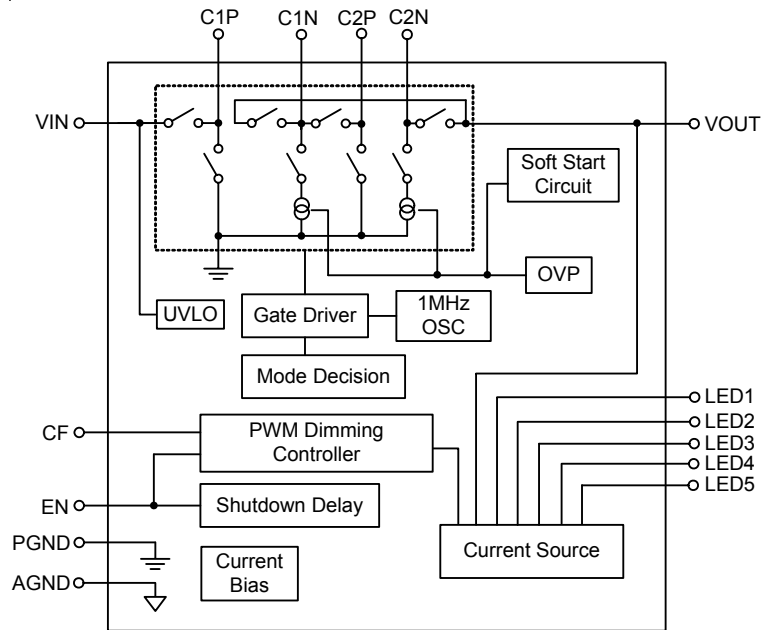 C1P C1N C2P C2N
VIN
VOUT
Soft Start
Circuit
OVP
UVLO
Gate Driver
1MHz
OSC
Mode Decision
LED1
LED2
LED3
LED4
LED5
CF
PWM Dimming
Controller
EN
Shutdown Delay
PGND
AGND
Current
Bias
Current Source